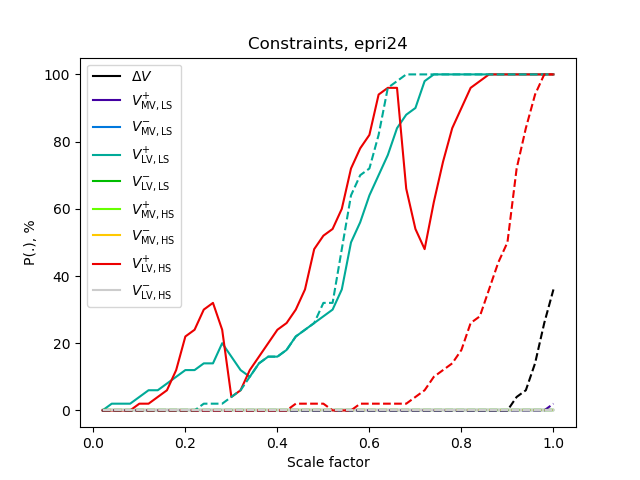 Constraints, epri24
P(.), %
100
80
60
40
20
0
ΔV
V⁺MV, LS
V⁻MV, LS
V⁺LV, LS
V⁻LV, LS
V⁺MV, HS
V⁻MV, HS
V⁺LV, HS
V⁻LV, HS
0.0 0.2 0.4 0.6 0.8 1.0
Scale factor